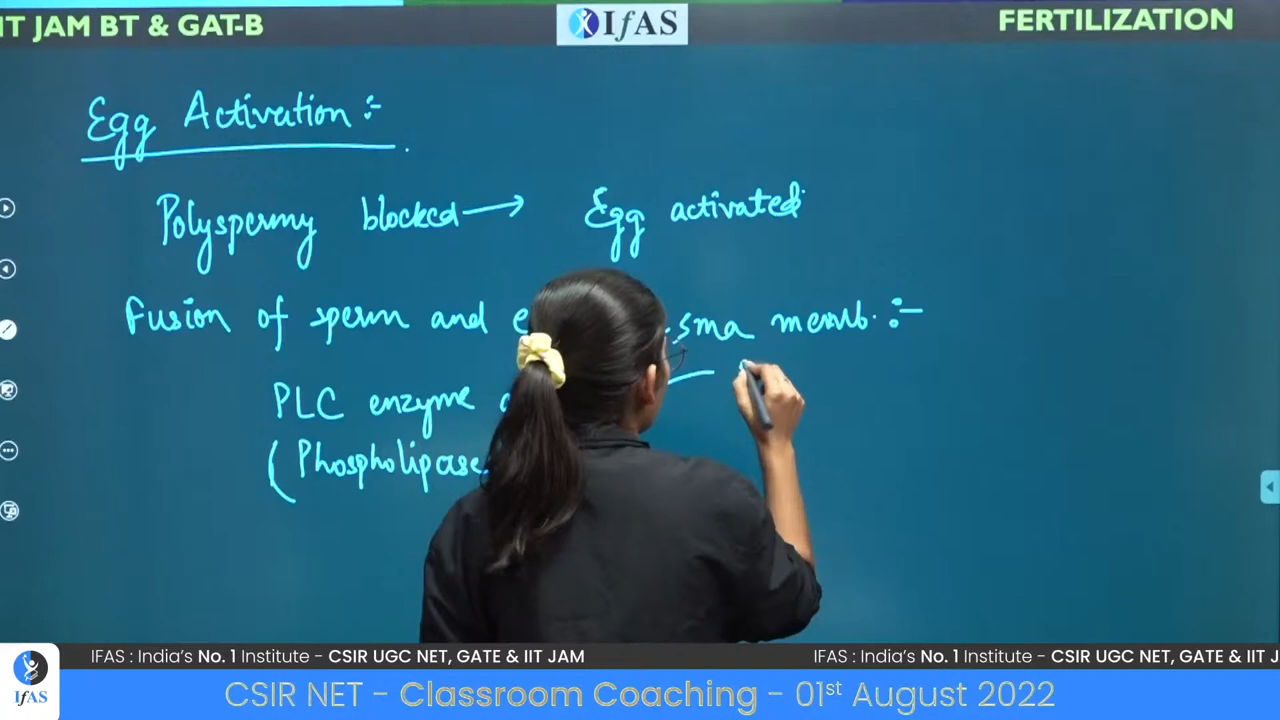 IIT JAM BT & GAT-B
IfAS
FERTILIZATION
Egg Activation :-
Polyspermy blocked → Egg activated
Fusion of sperm and memb. :-
PLC enzyme
(Phospholipase
IFAS : India's No. 1 Institute - CSIR UGC NET, GATE & IIT JAM
IFAS : India's No. 1 Institute - CSIR UGC NET, GATE & IIT J
IfAS
CSIR NET - Classroom Coaching - 01st August 2022